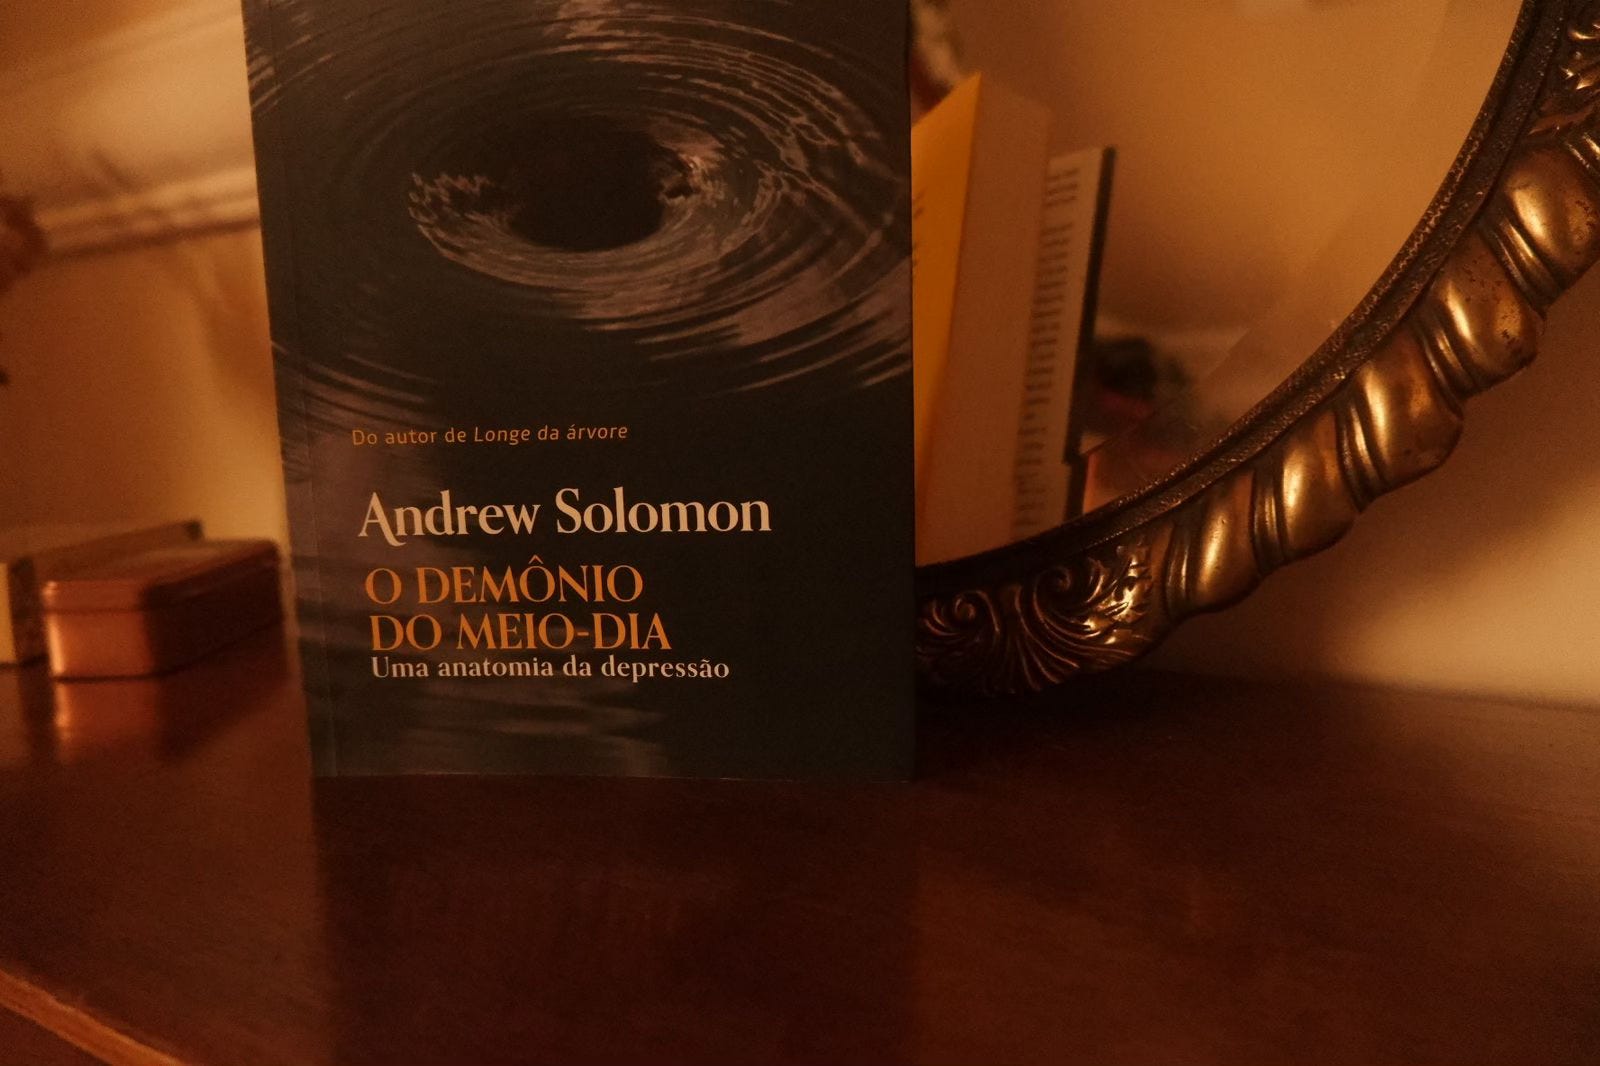 Do autor de Longe da árvore
Andrew Solomon
O DEMÔNIO
DO MEIO-DIA
Uma anatomia da depressão